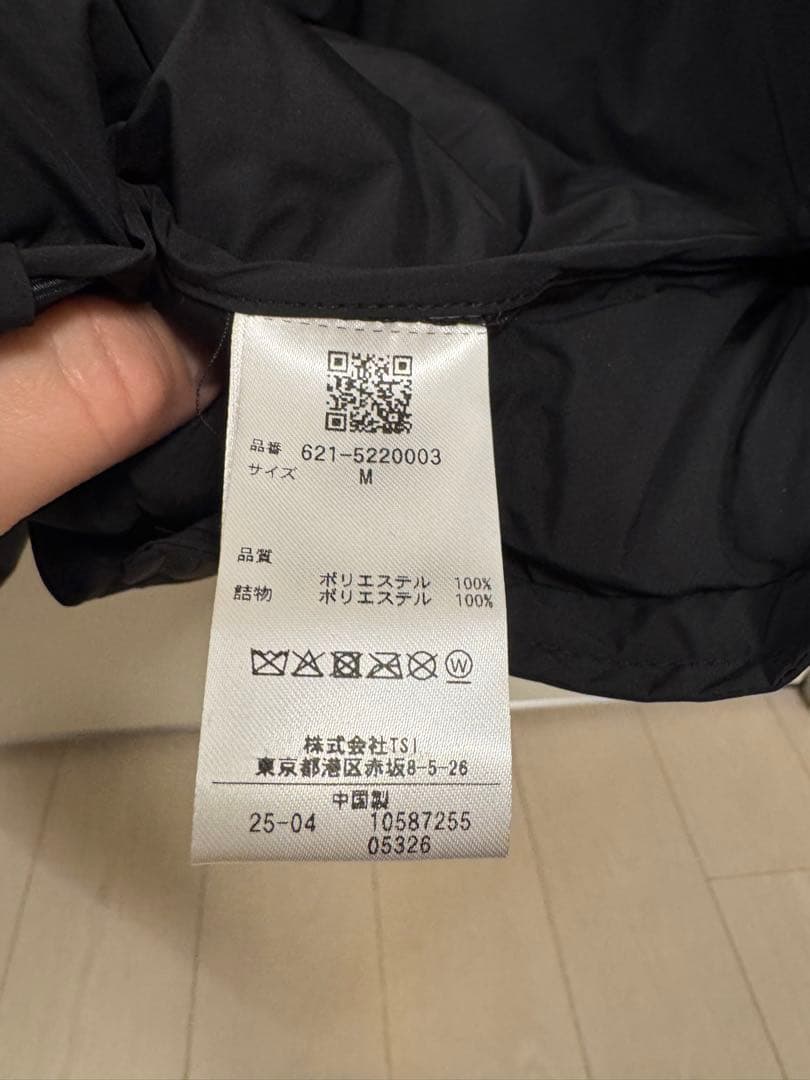 品番 621-5220003
サイズ M
品質
ポリエステル 100%
詰物 ポリエステル 100%
W
株式会社TSI
東京都港区赤坂8-5-26
中国製
25-04 10587255
05326